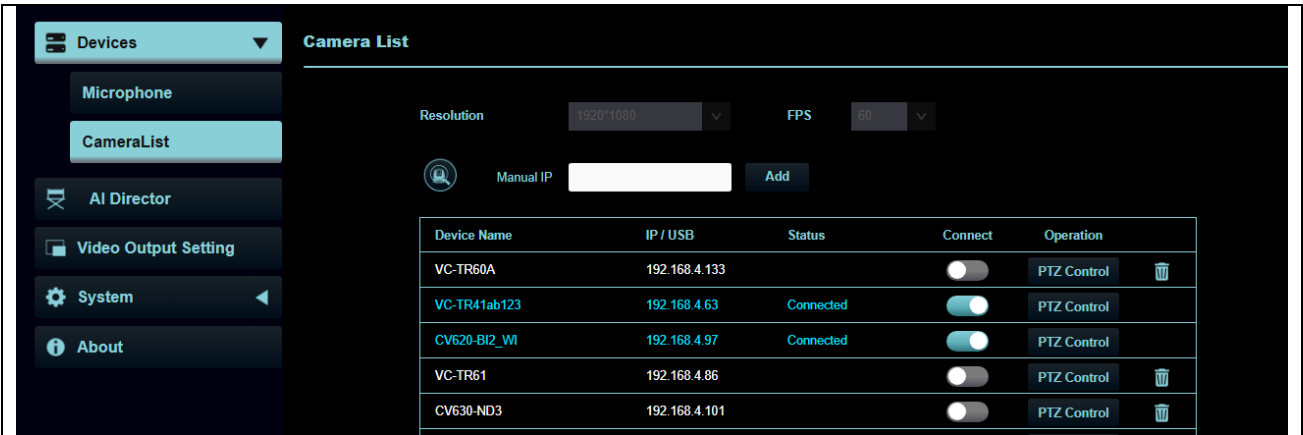 Devices
Microphone
CameraList
AI Director
Video Output Setting
System
About
Camera List
Resolution 1920*1080 FPS 60
Manual IP Add
Device Name IP / USB Status Connect Operation
VC-TR60A 192.168.4.133 PTZ Control
VC-TR41ab123 192.168.4.63 Connected PTZ Control
CV620-BI2_WI 192.168.4.97 Connected PTZ Control
VC-TR61 192.168.4.86 PTZ Control
CV630-ND3 192.168.4.101 PTZ Control